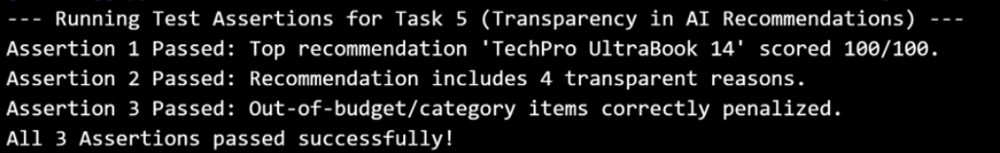 --- Running Test Assertions for Task 5 (Transparency in AI Recommendations) ---
Assertion 1 Passed: Top recommendation 'TechPro UltraBook 14' scored 100/100.
Assertion 2 Passed: Recommendation includes 4 transparent reasons.
Assertion 3 Passed: Out-of-budget/category items correctly penalized.
All 3 Assertions passed successfully!